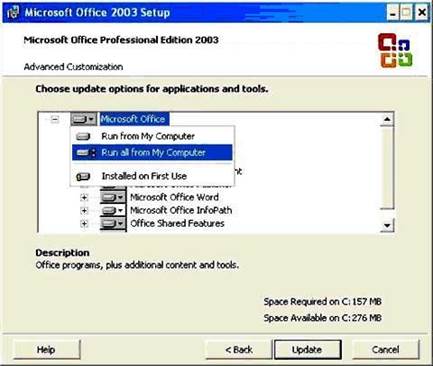 Microsoft Office 2003 Setup
Microsoft Office Professional Edition 2003
Advanced Customization
Choose update options for applications and tools.
Microsoft Office
Run from My Computer
Run all from My Computer
Installed on First Use
Microsoft Office Word
Microsoft Office InfoPath
Office Shared Features
Description
Office programs, plus additional content and tools.
Space Required on C: 157 MB
Space Available on C: 276 MB
Help
< Back
Update
Cancel